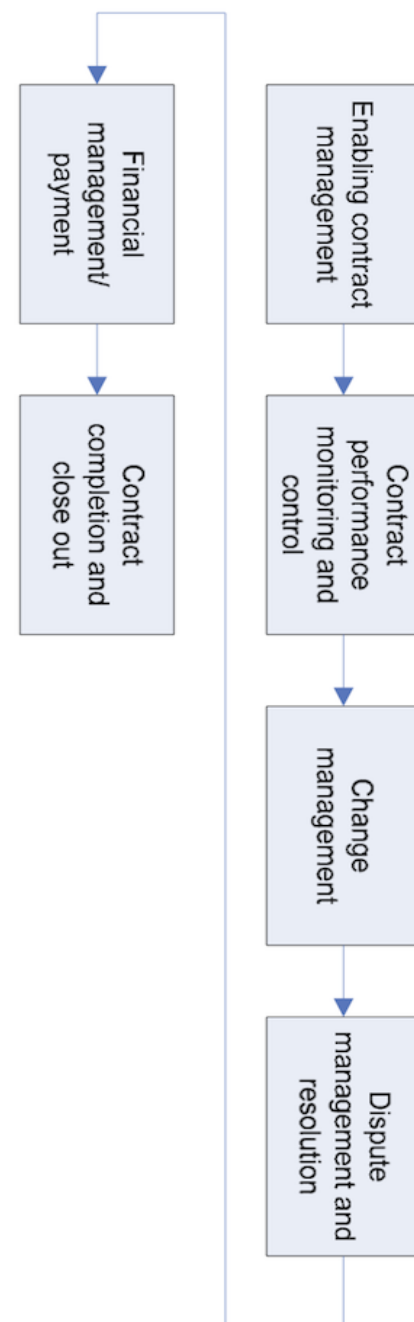 Enabling contract
management
Contract
performance
monitoring and
control
Change
management
Dispute
management and
resolution
Financial
management/
payment
Contract
completion and
close out